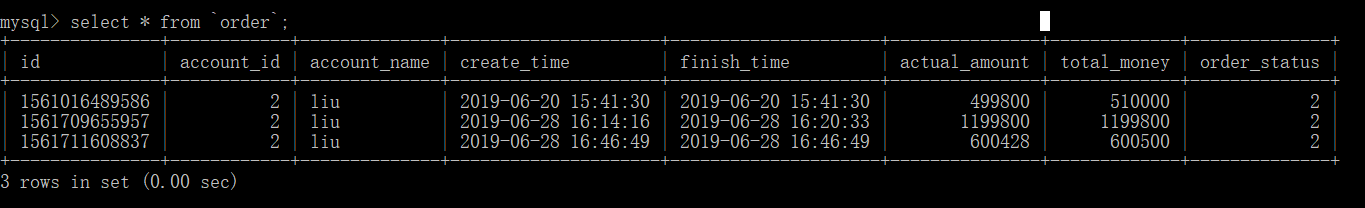 mysql> select * from `order`;
id | account_id | account_name | create_time | finish_time | actual_amount | total_money | order_status |
1561016489586 | 2 | liu | 2019-06-20 15:41:30 | 2019-06-20 15:41:30 | 499800 | 510000 | 2 |
1561709655957 | 2 | liu | 2019-06-28 16:14:16 | 2019-06-28 16:20:33 | 1199800 | 1199800 | 2 |
1561711608837 | 2 | liu | 2019-06-28 16:46:49 | 2019-06-28 16:46:49 | 600428 | 600500 | 2 |
3 rows in set (0.00 sec)